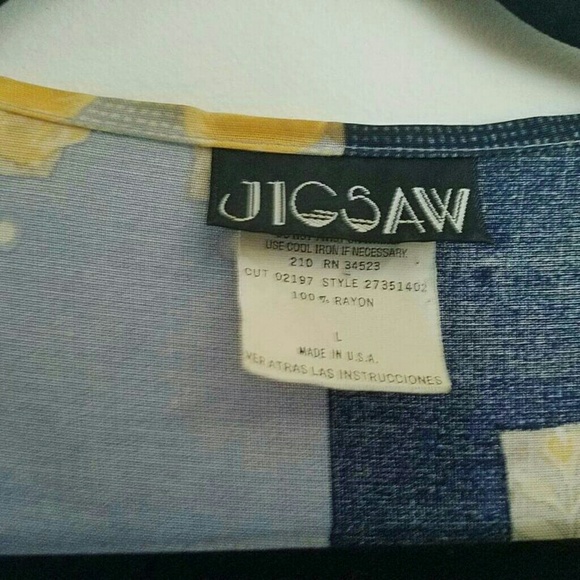 JIGSAW
USE COOL IRON IF NECESSARY
21D RN 34523
CUT 02197 STYLE 27351402
100% RAYON
L
MADE IN U.S.A.
VER ATRAS LAS INSTRUCCIONES